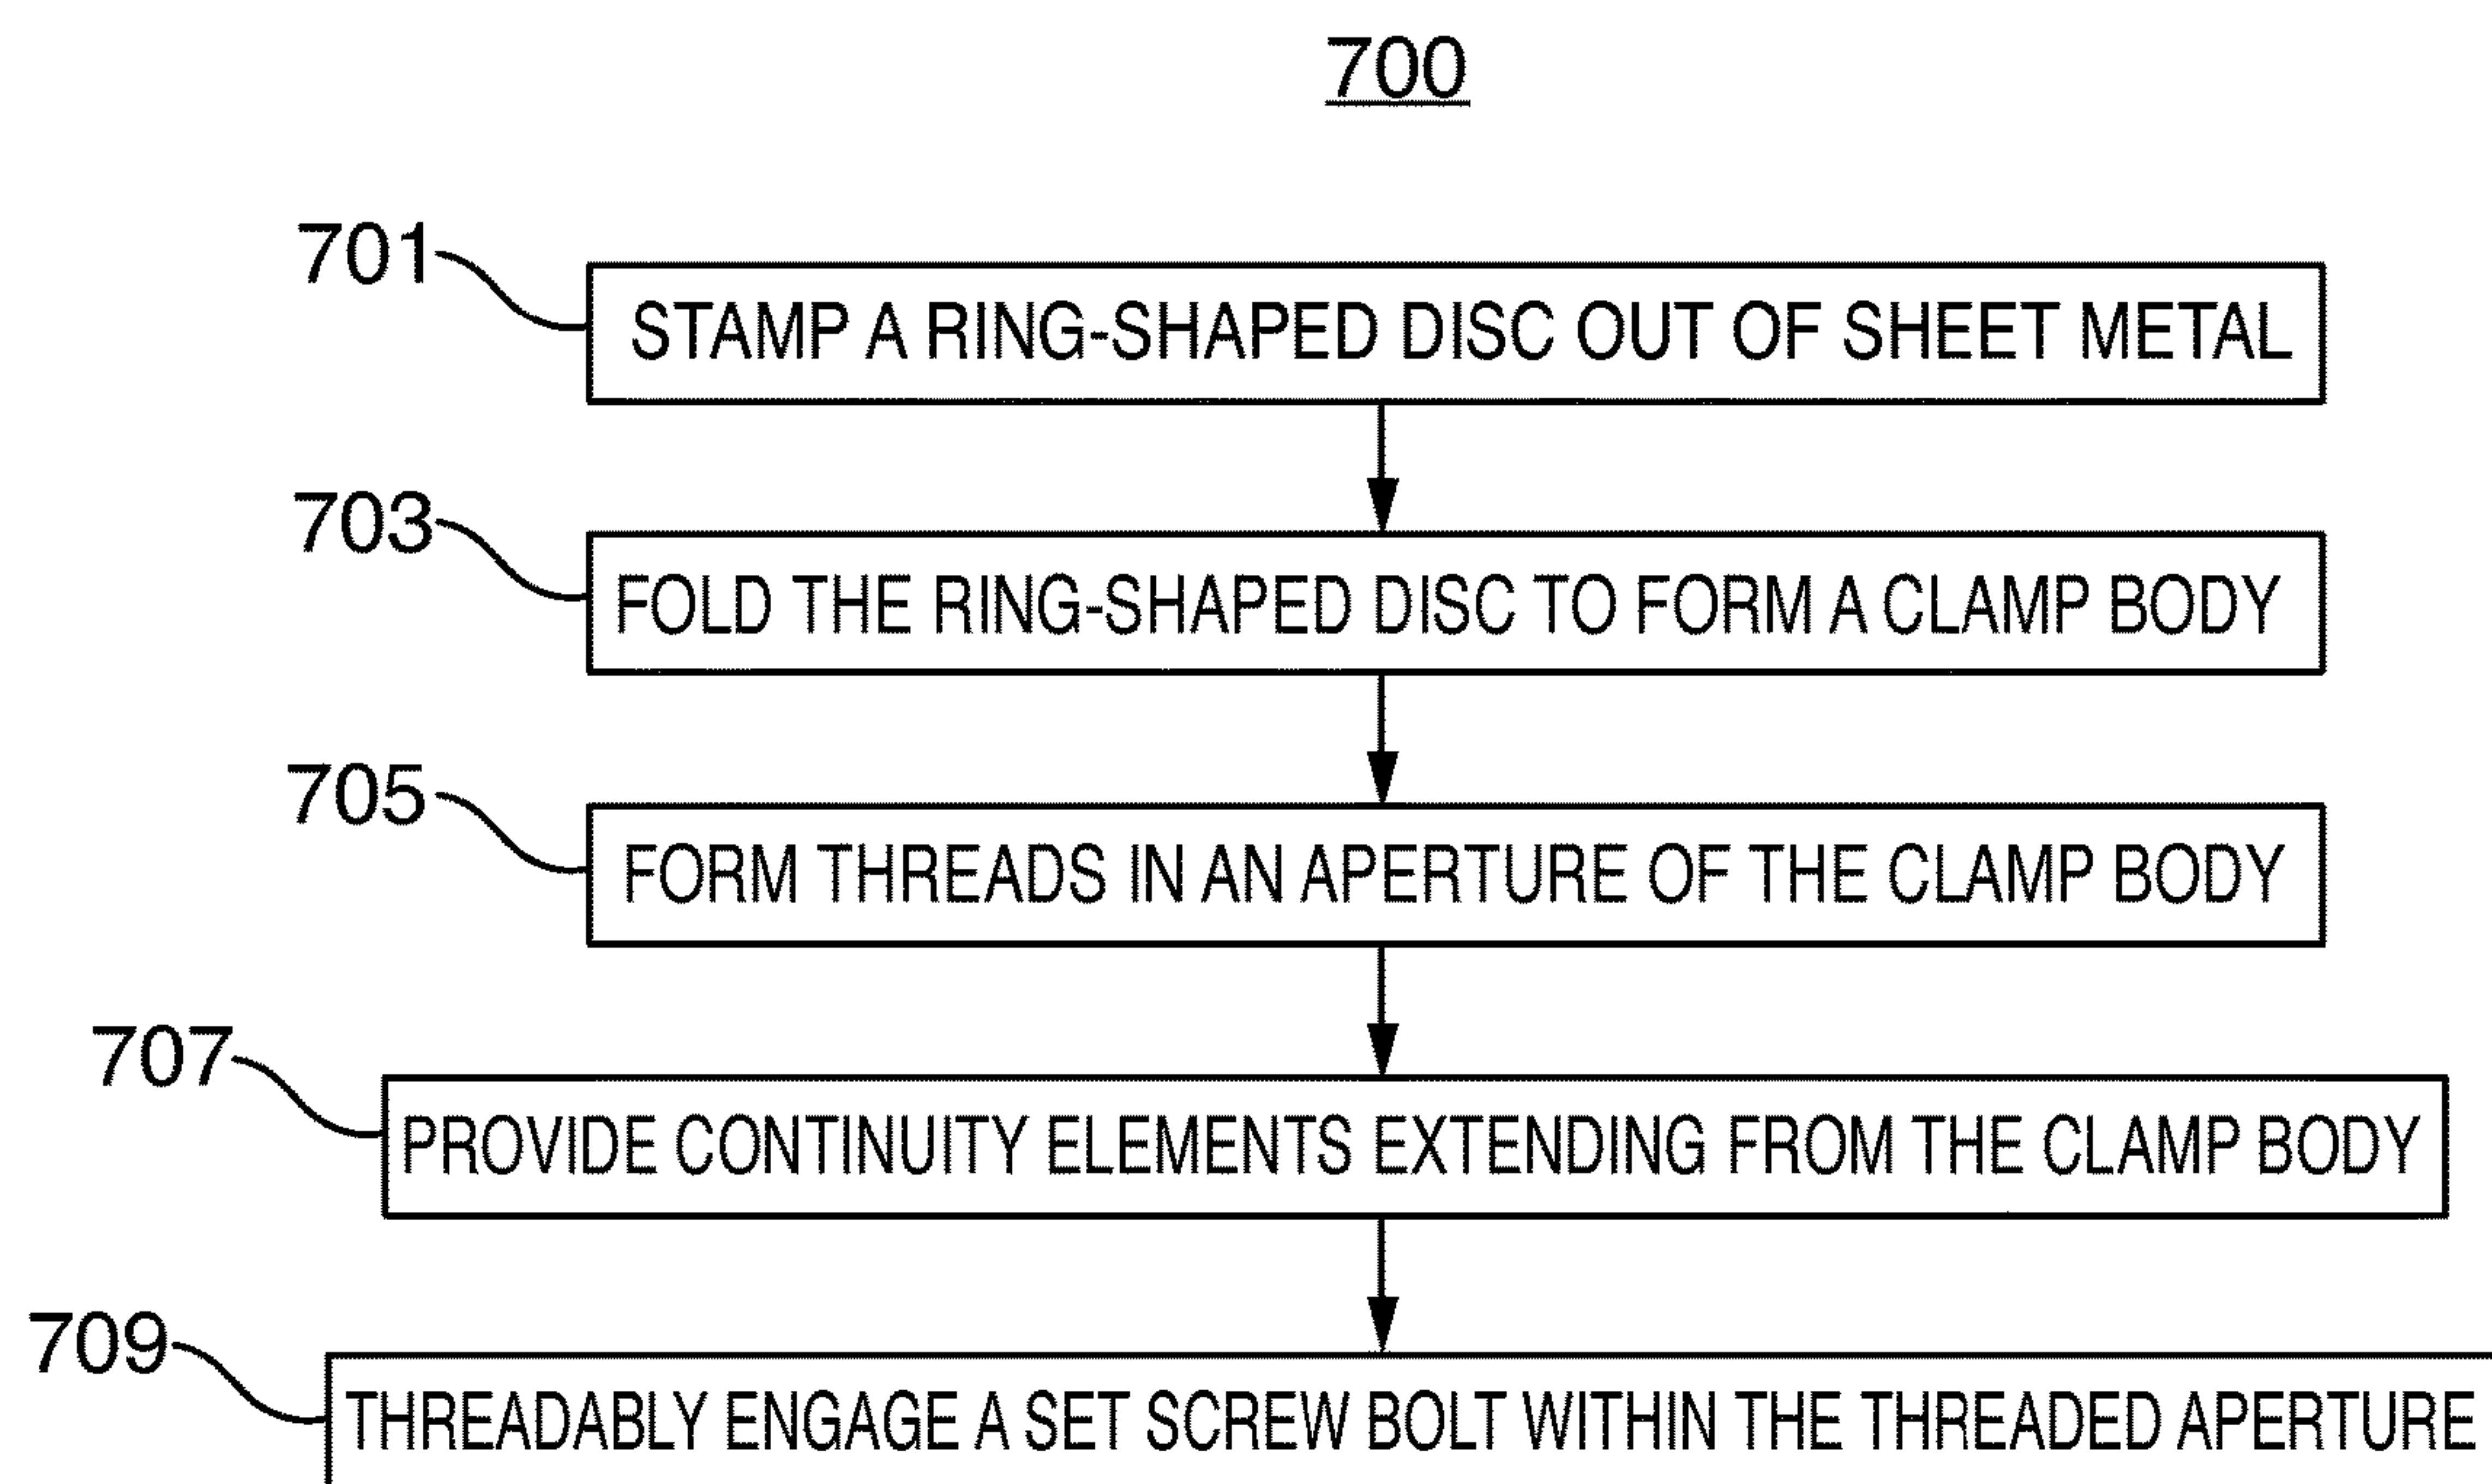 700
701
STAMP A RING-SHAPED DISC OUT OF SHEET METAL
703
FOLD THE RING-SHAPED DISC TO FORM A CLAMP BODY
705
FORM THREADS IN AN APERTURE OF THE CLAMP BODY
707
PROVIDE CONTINUITY ELEMENTS EXTENDING FROM THE CLAMP BODY
709
THREADABLY ENGAGE A SET SCREW BOLT WITHIN THE THREADED APERTURE